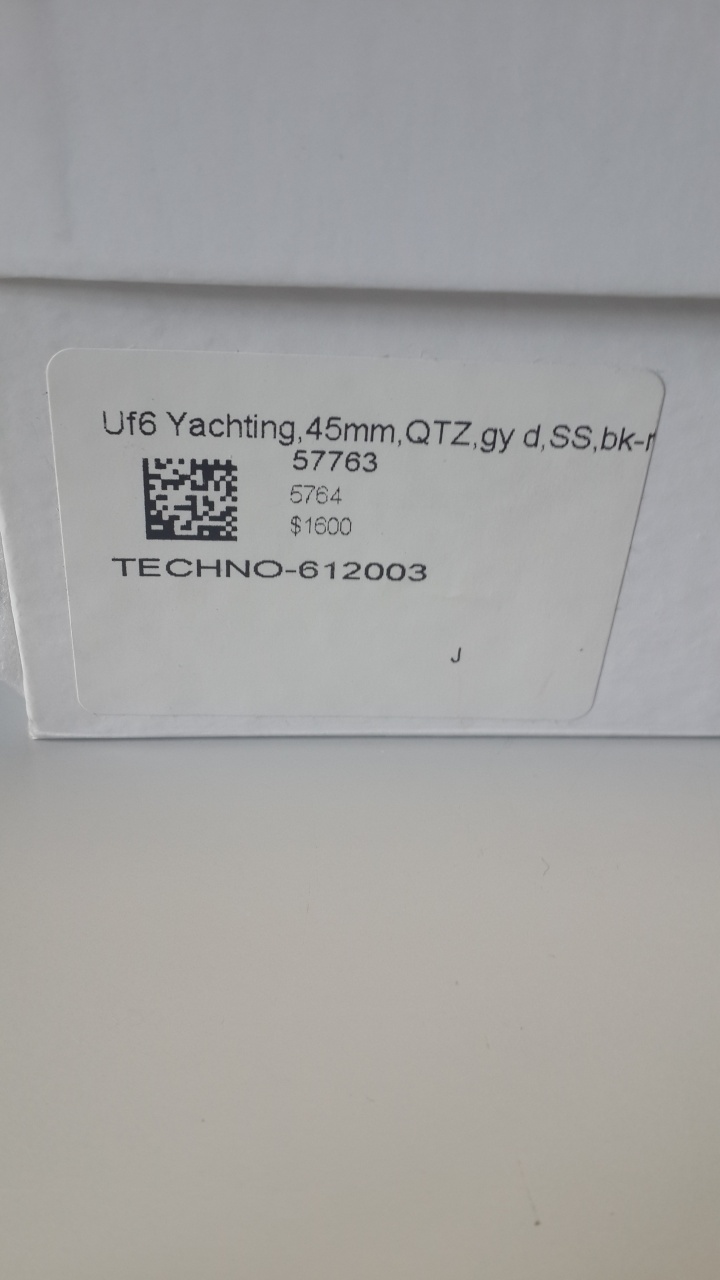 Uf6 Yachting,45mm,QTZ,gy d,SS,bk-r
57763
5764
$1600
TECHNO-612003
J